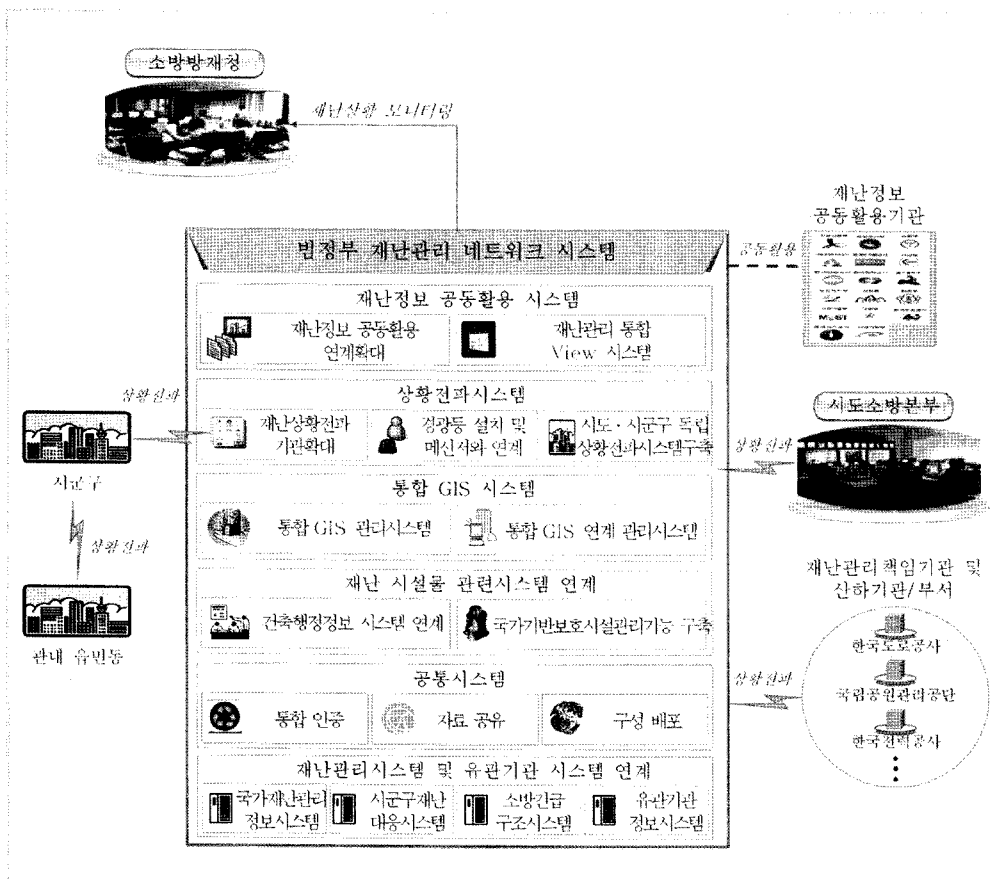 소방방재청
재난상황 모니터링
재난정보
공동활용기관
범정부 재난관리 네트워크 시스템
공동활용
재난정보 공동활용 시스템
재난정보 공동활용
연계확대
재난관리 통합
View 시스템
상황전파시스템
상황전파
재난상황전파
기관확대
경광등 설치 및
메신저와 연계
시도·시군구 독립
상황전파시스템구축
시도소방본부
상황전파
시군구
통합 GIS 시스템
통합 GIS 관리시스템
통합 GIS 연계 관리시스템
상황전파
재난 시설물 관련시스템 연계
건축행정정보 시스템 연계
국가기반보호시설관리기능 구축
재난관리책임기관 및
산하기관/부서
관내 읍면동
한국도로공사
공통시스템
상황전파
국립공원관리공단
통합 인증
자료 공유
구성 배포
한국전력공사
재난관리시스템 및 유관기관 시스템 연계
국가재난관리
정보시스템
시군구재난
대응시스템
소방긴급
구조시스템
유관기관
정보시스템